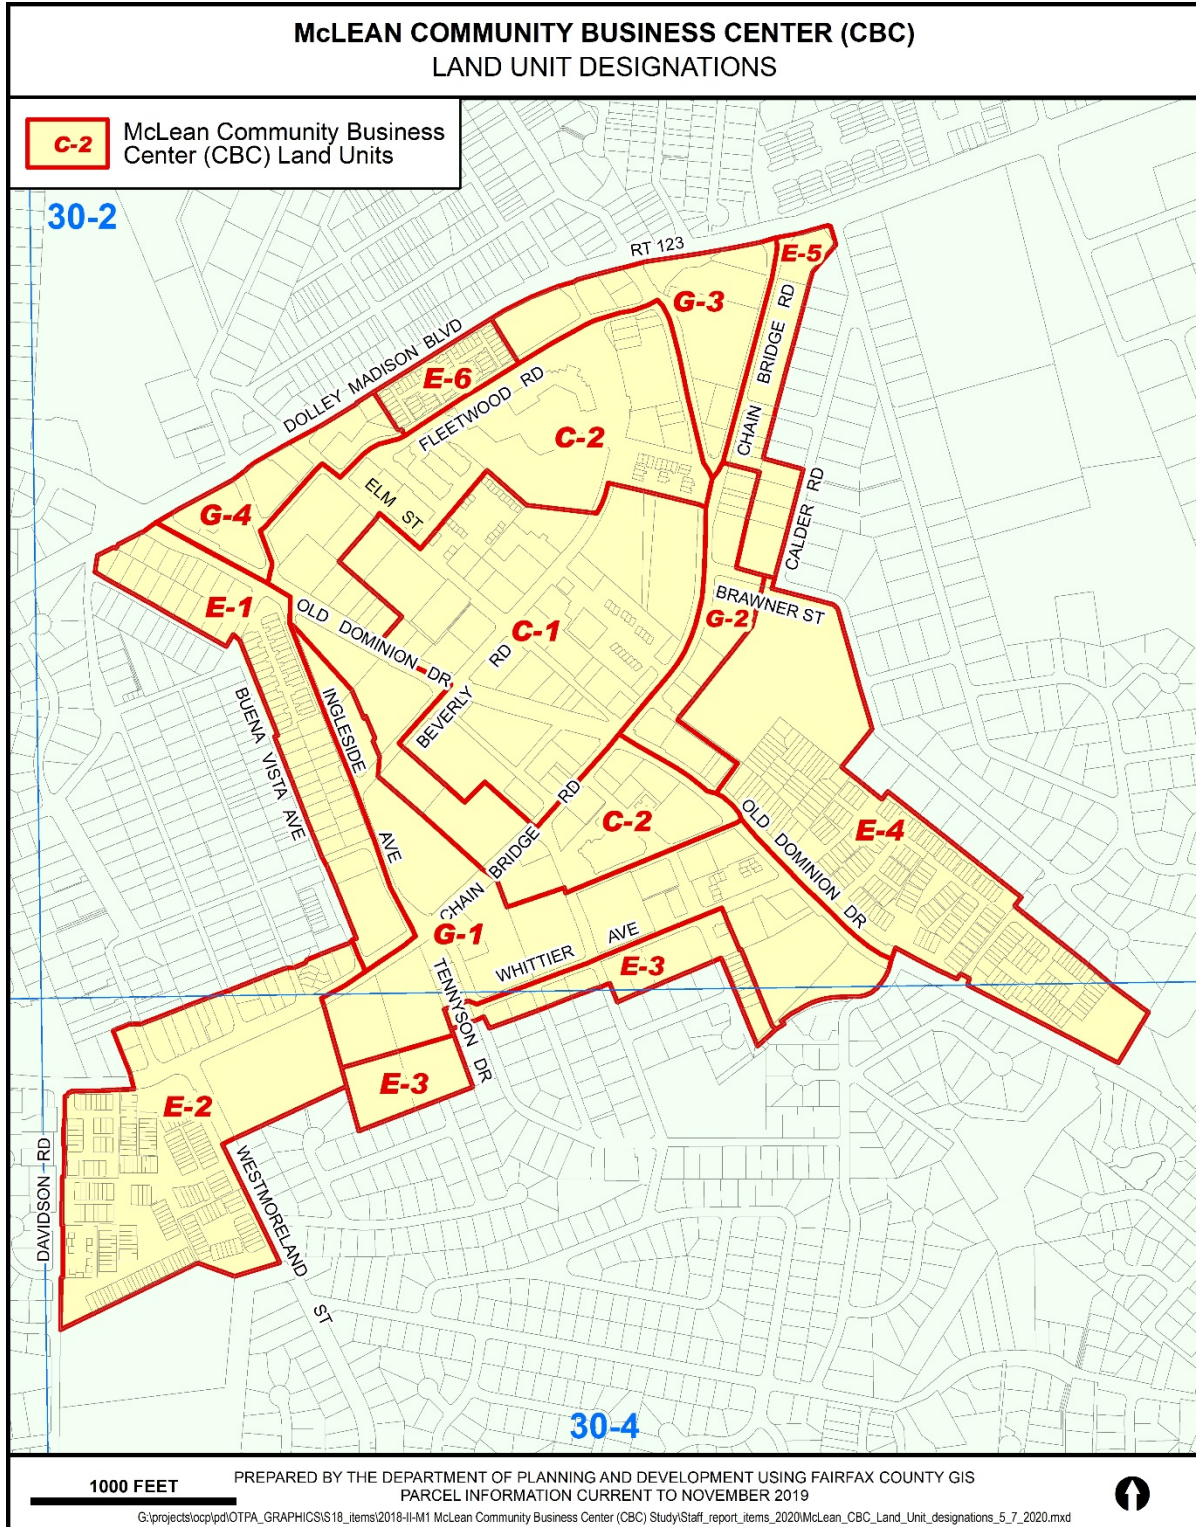 McLEAN COMMUNITY BUSINESS CENTER (CBC)
LAND UNIT DESIGNATIONS
C-2
McLean Community Business
Center (CBC) Land Units
30-2
RT 123
E-5
G-3
CHAIN BRIDGE RD
DOLLEY MADISON BLVD
E-6
FLEETWOOD RD
C-2
ELM ST
G-4
CALDER RD
E-1
OLD DOMINION DR
BRAWNER ST
G-2
C-1
BEVERLY RD
BUENA VISTA AVE
INGLESIDE AVE
CHAIN BRIDGE RD
C-2
OLD DOMINION DR
E-4
G-1
WHITTIER AVE
E-3
TENNYSON DR
E-3
E-2
DAVIDSON RD
WESTMORELAND ST
30-4
1000 FEET
PREPARED BY THE DEPARTMENT OF PLANNING AND DEVELOPMENT USING FAIRFAX COUNTY GIS
PARCEL INFORMATION CURRENT TO NOVEMBER 2019
G:\projects\ocp\pd\OTPA_GRAPHICS\S18_items\2018-II-M1 McLean Community Business Center (CBC) Study\Staff_report_items_2020\McLean_CBC_Land_Unit_designations_5_7_2020.mxd